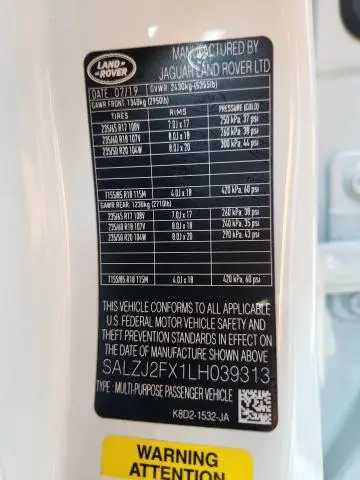 LAND
ROVER
MANUFACTURED BY
JAGUAR LAND ROVER LTD
DATE 07/19 GVWR: 2430kg (5355lb)
GAWR FRONT: 1340kg (2950lb)
TIRES RIMS PRESSURE (COLD)
235/65 R17 108V 7.0J x 17 250 kPa, 37 psi
235/60 R18 107V 8.0J x 18 260 kPa, 38 psi
235/50 R20 104W 8.0J x 20 300 kPa, 44 psi
T155/85 R18 115M 4.0J x 18 420 kPa, 60 psi
GAWR REAR: 1230kg (2710lb)
235/65 R17 108V 7.0J x 17 260 kPa, 38 psi
235/60 R18 107V 8.0J x 18 240 kPa, 35 psi
235/50 R20 104W 8.0J x 20 290 kPa, 43 psi
T155/85 R18 115M 4.0J x 18 420 kPa, 60 psi
THIS VEHICLE CONFORMS TO ALL APPLICABLE
U.S. FEDERAL MOTOR VEHICLE SAFETY AND
THEFT PREVENTION STANDARDS IN EFFECT ON
THE DATE OF MANUFACTURE SHOWN ABOVE
SALZJ2FX1LH039313
TYPE : MULTI-PURPOSE PASSENGER VEHICLE
K8D2-1532-JA
WARNING
ATTENTION